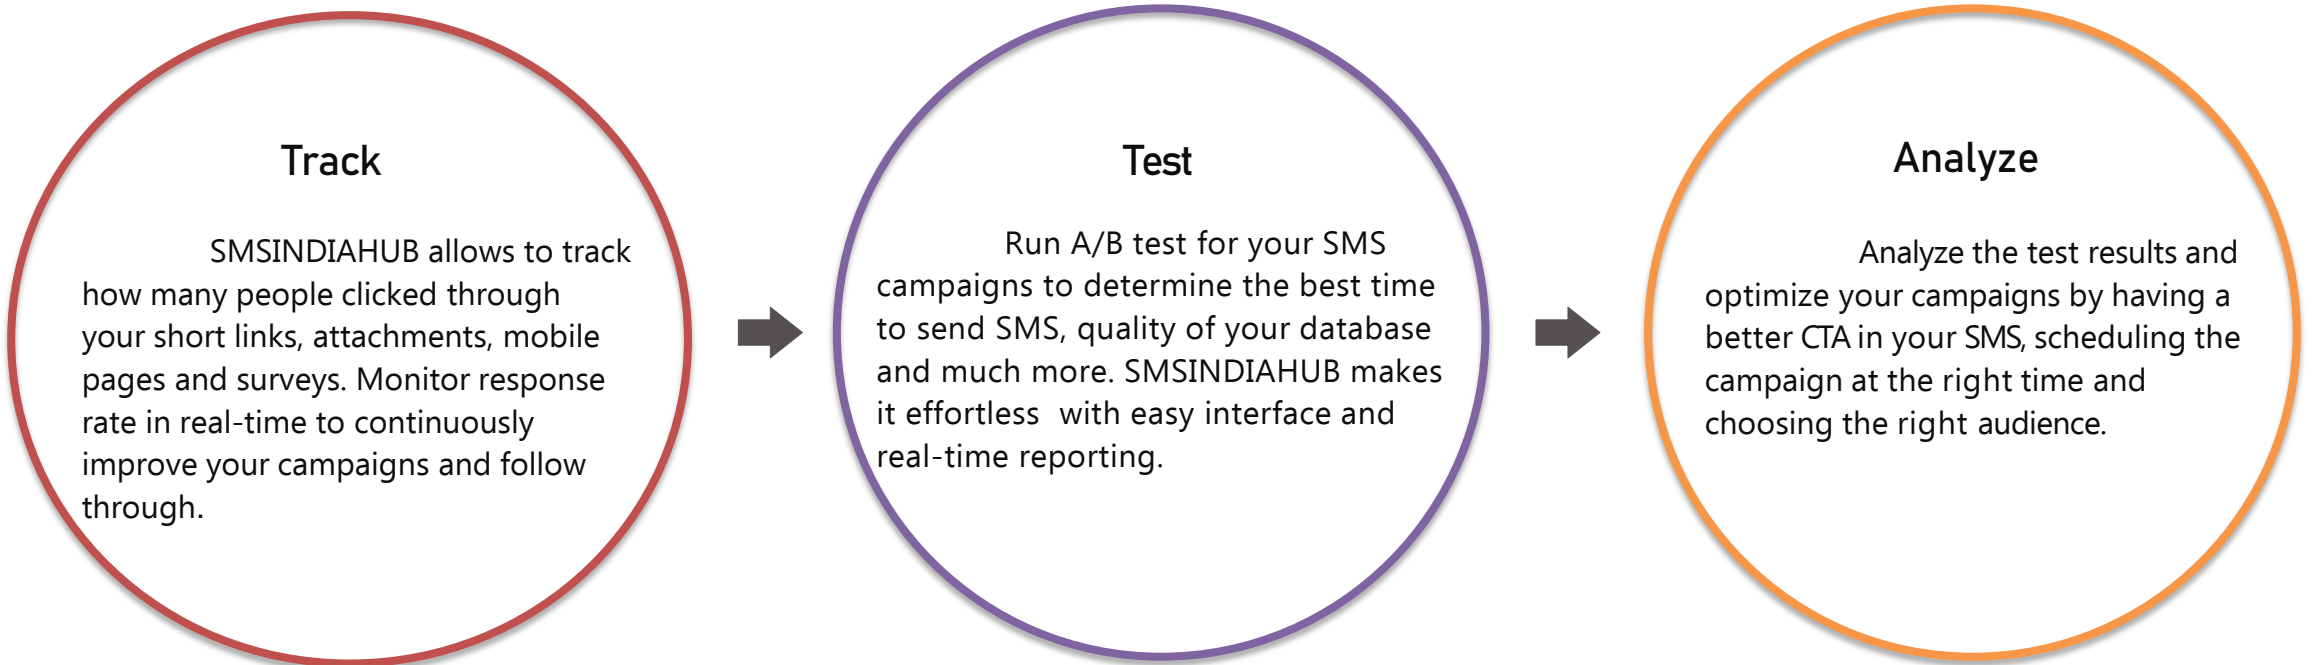 Track
SMSINDIAHUB allows to track
how many people clicked through
your short links, attachments, mobile
pages and surveys. Monitor response
rate in real-time to continuously
improve your campaigns and follow
through.
Test
Run A/B test for your SMS
campaigns to determine the best time
to send SMS, quality of your database
and much more. SMSINDIAHUB makes
it effortless  with easy interface and
real-time reporting.
Analyze
Analyze the test results and
optimize your campaigns by having a
better CTA in your SMS, scheduling the
campaign at the right time and
choosing the right audience.